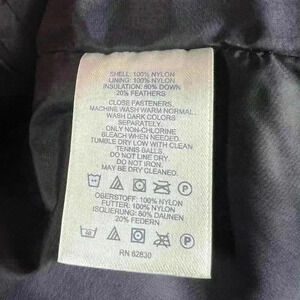 SHELL: 100% NYLON
LINING: 100% NYLON
INSULATION: 80% DOWN
20% FEATHERS
CLOSE FASTENERS.
MACHINE WASH WARM NORMAL
WASH DARK COLORS
SEPARATELY.
ONLY NON-CHLORINE
BLEACH WHEN NEEDED.
TUMBLE DRY LOW WITH CLEAN
TENNIS BALLS.
DO NOT LINE DRY.
DO NOT IRON.
MAY BE DRY CLEANED.
OBERSTOFF: 100% NYLON
FUTTER: 100% NYLON
ISOLIERUNG: 80% DAUNEN
20% FEDERN
RN 62830